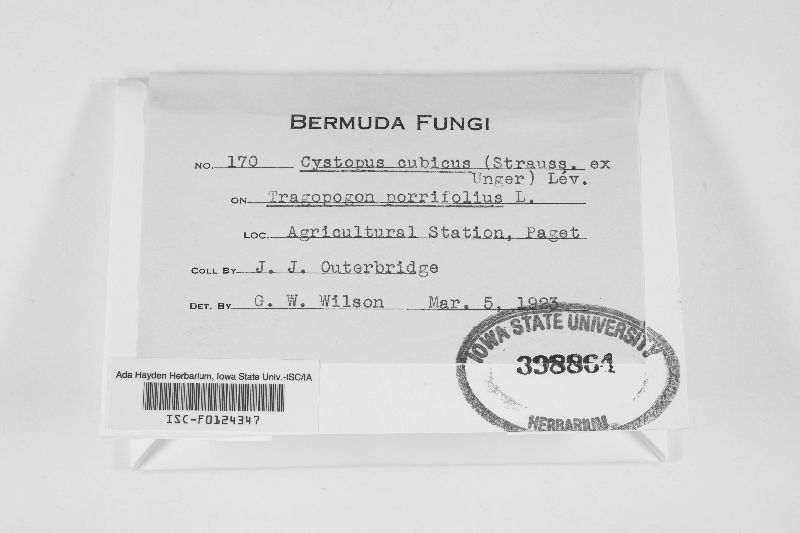 BERMUDA FUNGI
NO. 170 Cystopus cubicus (Strauss. ex
Unger) Lév.
ON Tragopogon porrifolius L.
LOC. Agricultural Station, Paget
COLL BY J. J. Outerbridge
DET. BY G. W. Wilson Mar. 5, 1923
IOWA STATE UNIVERSITY
398864
HERBARIUM
Ada Hayden Herbarium, Iowa State Univ.-ISC/IA
ISC-F0124347